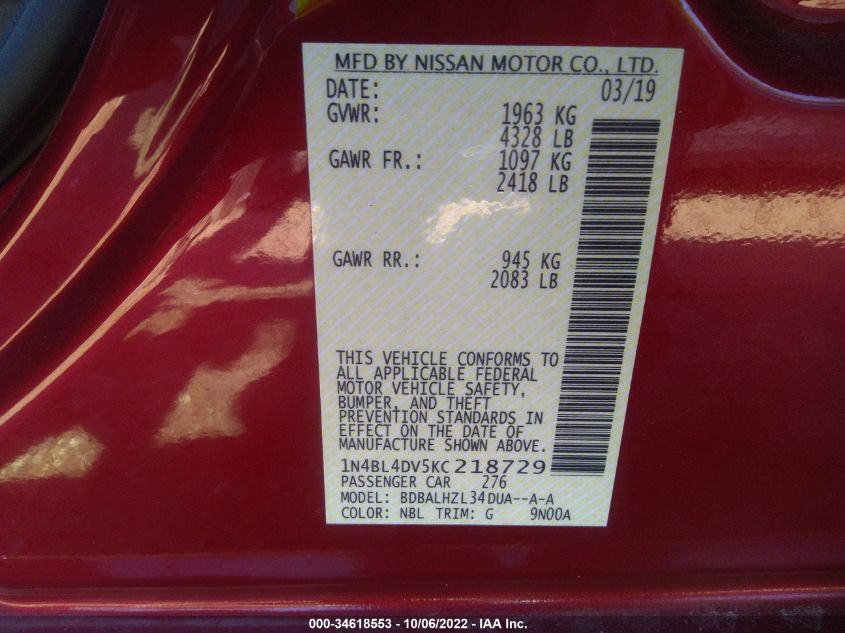 MFD BY NISSAN MOTOR CO., LTD.
DATE: 03/19
GVWR: 1963 KG
4328 LB
GAWR FR.: 1097 KG
2418 LB
GAWR RR.: 945 KG
2083 LB
THIS VEHICLE CONFORMS TO
ALL APPLICABLE FEDERAL
MOTOR VEHICLE SAFETY,
BUMPER, AND THEFT
PREVENTION STANDARDS IN
EFFECT ON THE DATE OF
MANUFACTURE SHOWN ABOVE.
1N4BL4DV5KC218729
PASSENGER CAR 276
MODEL: BDBALHZL34DUA--A-A
COLOR: NBL TRIM: G 9N00A
000-34618553 - 10/06/2022 - IAA Inc.